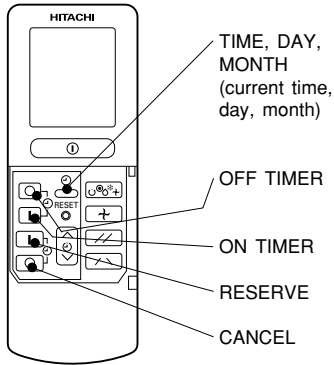 HITACHI
TIME, DAY,
MONTH
(current time,
day, month)
RESET
OFF TIMER
ON TIMER
RESERVE
CANCEL